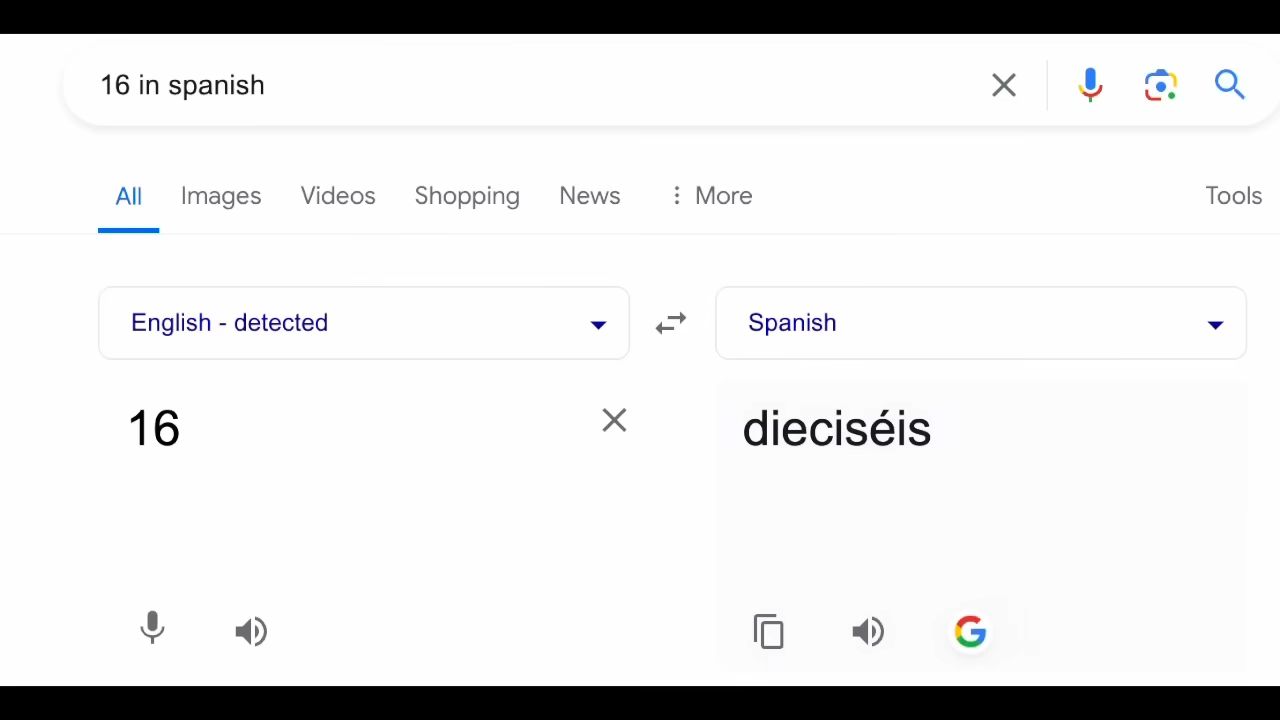 16 in spanish
All Images Videos Shopping News More Tools
English - detected Spanish
16 dieciséis